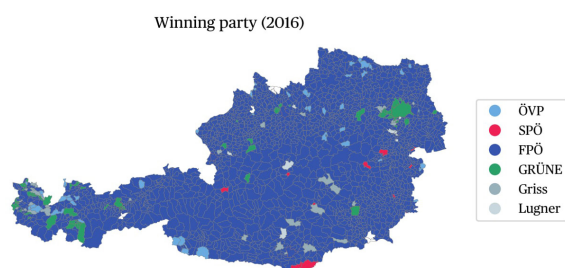 Winning party (2016)
ÖVP
SPÖ
FPÖ
GRÜNE
Griss
Lugner